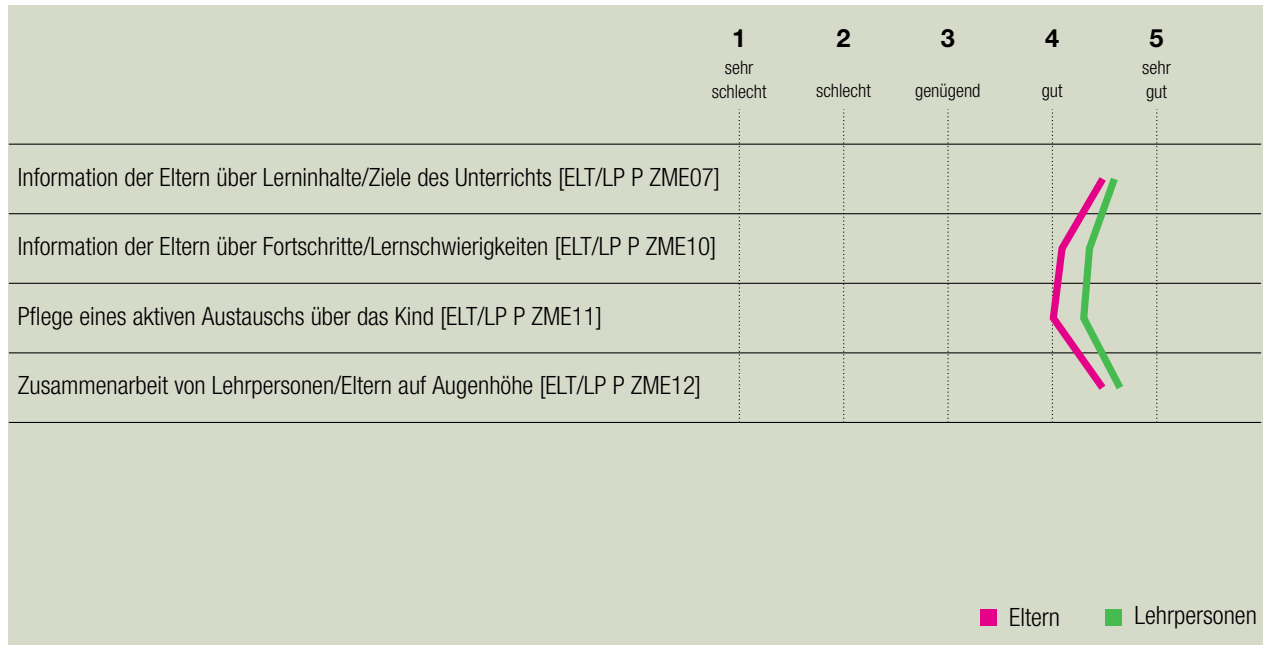 1 2 3 4 5
sehr schlecht schlecht genügend gut sehr gut
Information der Eltern über Lerninhalte/Ziele des Unterrichts [ELT/LP P ZME07]
Information der Eltern über Fortschritte/Lernschwierigkeiten [ELT/LP P ZME10]
Pflege eines aktiven Austauschs über das Kind [ELT/LP P ZME11]
Zusammenarbeit von Lehrpersonen/Eltern auf Augenhöhe [ELT/LP P ZME12]
Eltern Lehrpersonen